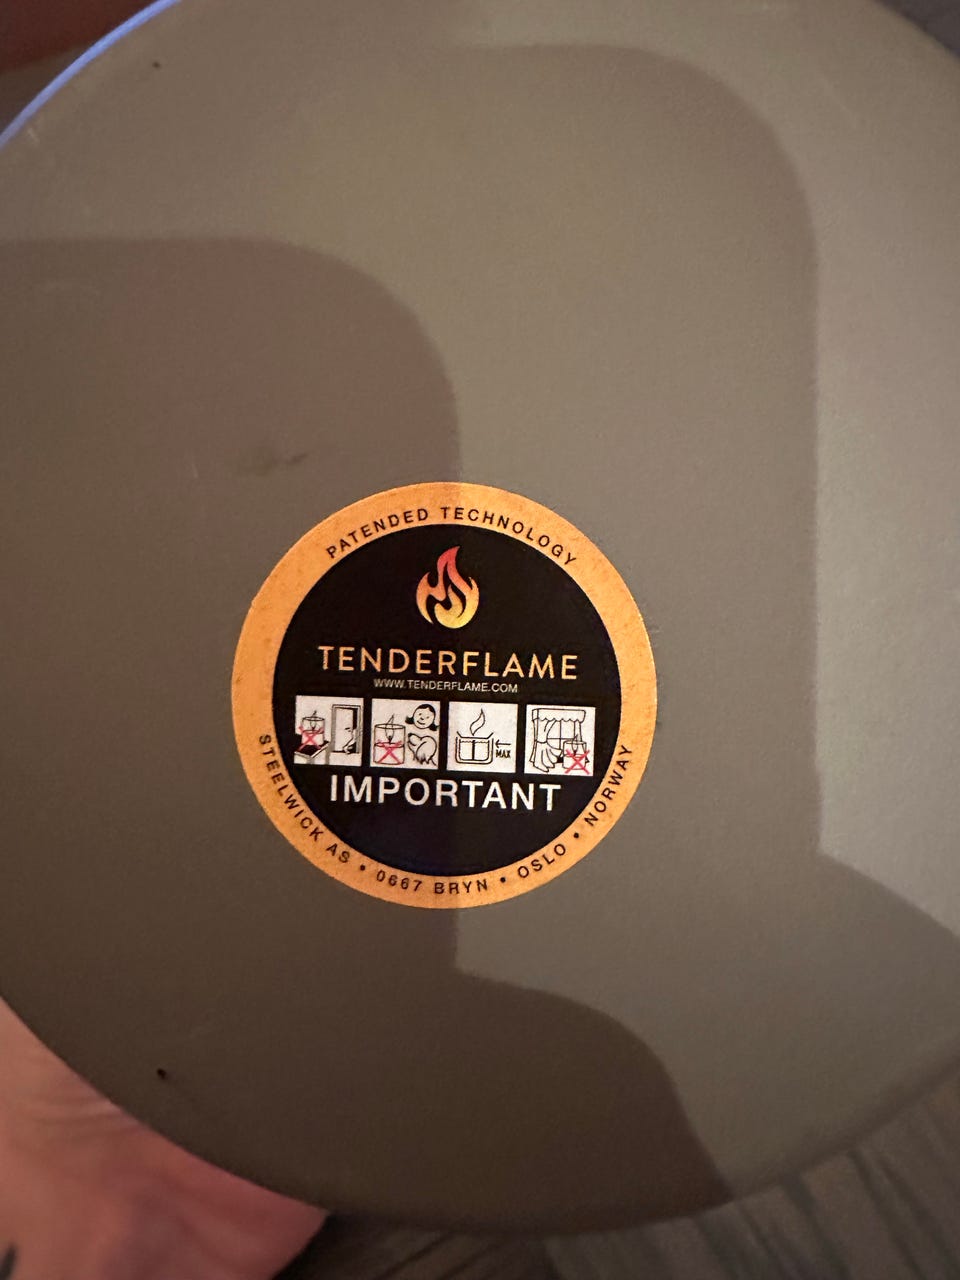 PATENDED TECHNOLOGY
TENDERFLAME
WWW.TENDERFLAME.COM
MAX
IMPORTANT
STEELWICK AS • 0667 BRYN • OSLO • NORWAY